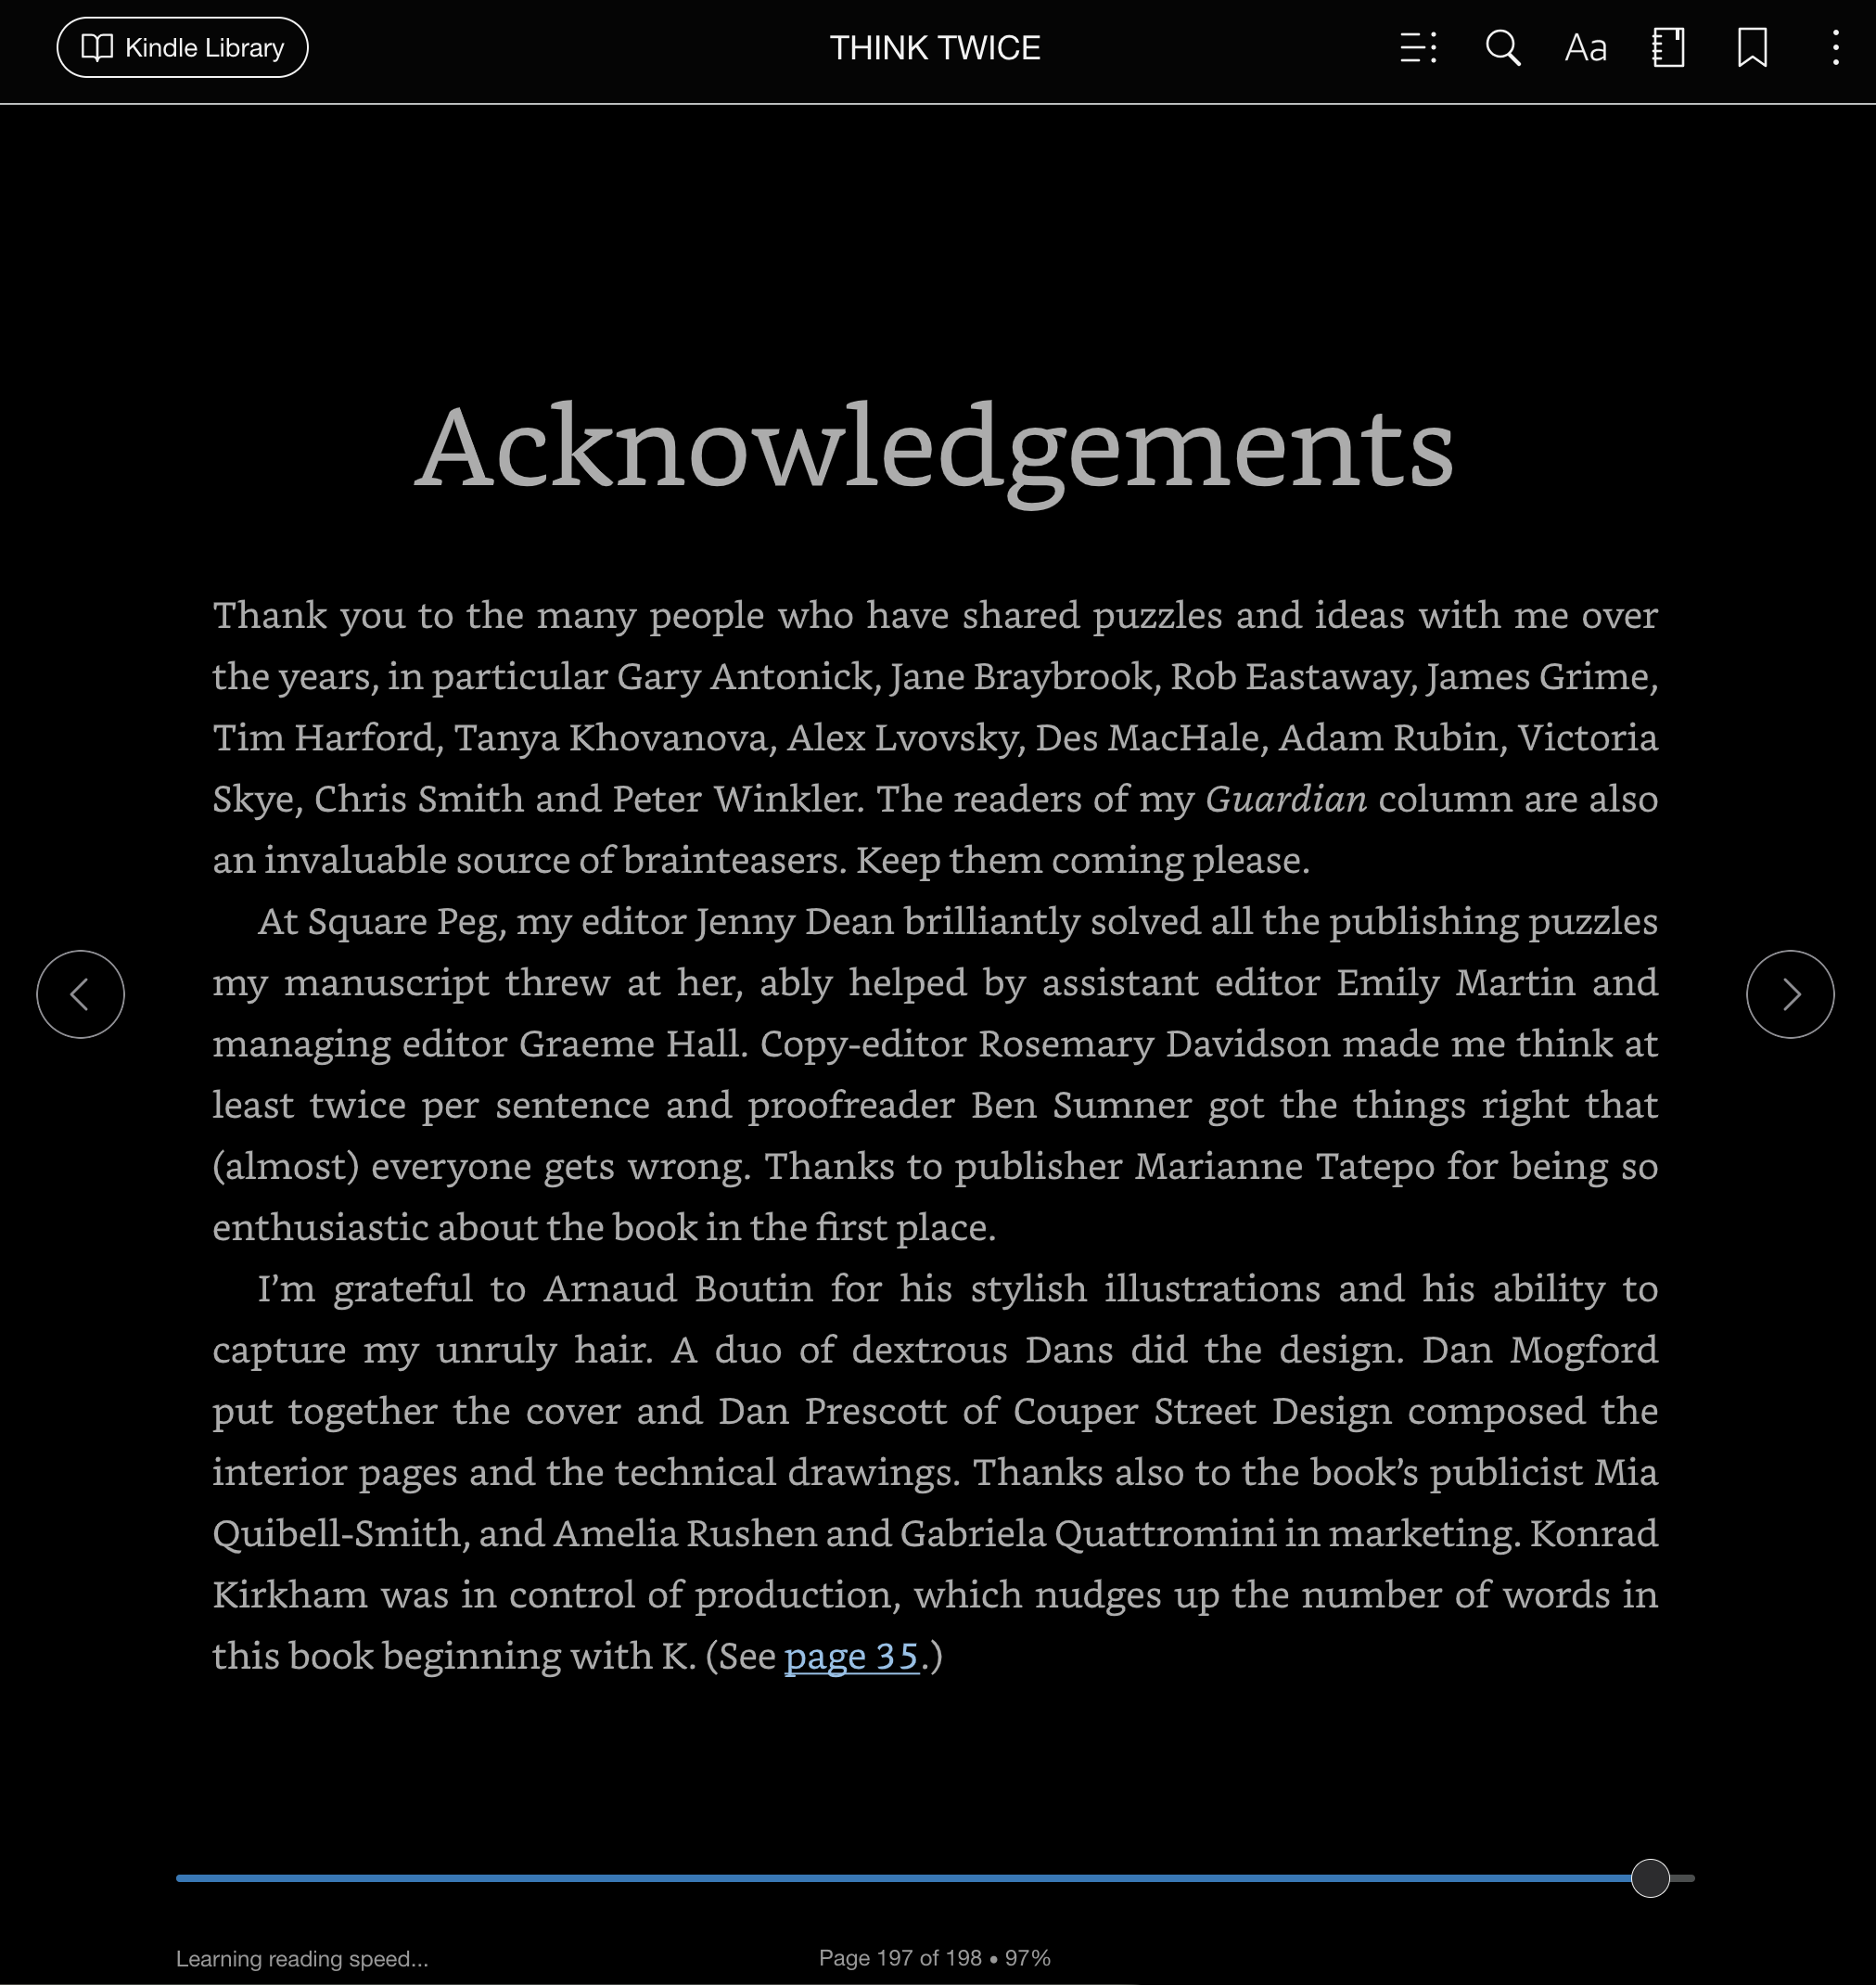 Kindle Library
THINK TWICE
Aa
Acknowledgements
Thank you to the many people who have shared puzzles and ideas with me over
the years, in particular Gary Antonick, Jane Braybrook, Rob Eastaway, James Grime,
Tim Harford, Tanya Khovanova, Alex Lvovsky, Des MacHale, Adam Rubin, Victoria
Skye, Chris Smith and Peter Winkler. The readers of my Guardian column are also
an invaluable source of brainteasers. Keep them coming please.
At Square Peg, my editor Jenny Dean brilliantly solved all the publishing puzzles
my manuscript threw at her, ably helped by assistant editor Emily Martin and
managing editor Graeme Hall. Copy-editor Rosemary Davidson made me think at
least twice per sentence and proofreader Ben Sumner got the things right that
(almost) everyone gets wrong. Thanks to publisher Marianne Tatepo for being so
enthusiastic about the book in the first place.
I’m grateful to Arnaud Boutin for his stylish illustrations and his ability to
capture my unruly hair. A duo of dextrous Dans did the design. Dan Mogford
put together the cover and Dan Prescott of Couper Street Design composed the
interior pages and the technical drawings. Thanks also to the book’s publicist Mia
Quibell-Smith, and Amelia Rushen and Gabriela Quattromini in marketing. Konrad
Kirkham was in control of production, which nudges up the number of words in
this book beginning with K. (See page 35.)
Learning reading speed...
Page 197 of 198 • 97%